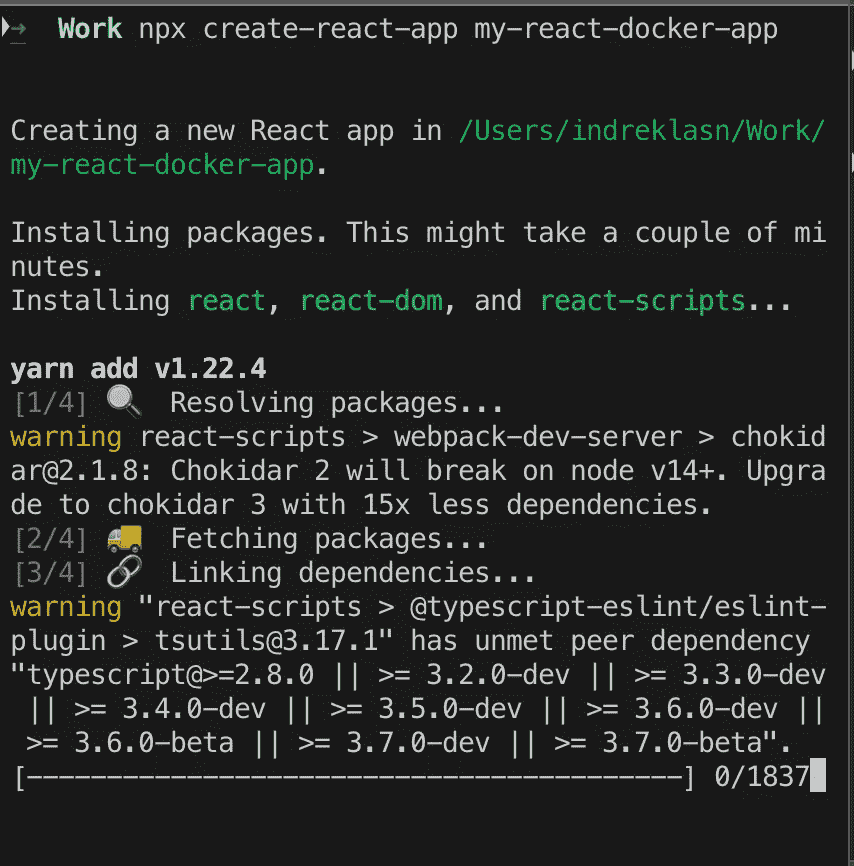 → Work npx create-react-app my-react-docker-app
Creating a new React app in /Users/indreklasn/Work/
my-react-docker-app.
Installing packages. This might take a couple of mi
nutes.
Installing react, react-dom, and react-scripts...
yarn add v1.22.4
[1/4] 🔍 Resolving packages...
warning react-scripts > webpack-dev-server > chokid
ar@2.1.8: Chokidar 2 will break on node v14+. Upgra
de to chokidar 3 with 15x less dependencies.
[2/4] 🚚 Fetching packages...
[3/4] 🔗 Linking dependencies...
warning "react-scripts > @typescript-eslint/eslint-
plugin > tsutils@3.17.1" has unmet peer dependency
"typescript@>=2.8.0 || >= 3.2.0-dev || >= 3.3.0-dev
|| >= 3.4.0-dev || >= 3.5.0-dev || >= 3.6.0-dev ||
>= 3.6.0-beta || >= 3.7.0-dev || >= 3.7.0-beta".
[-----------------------------------------] 0/1837